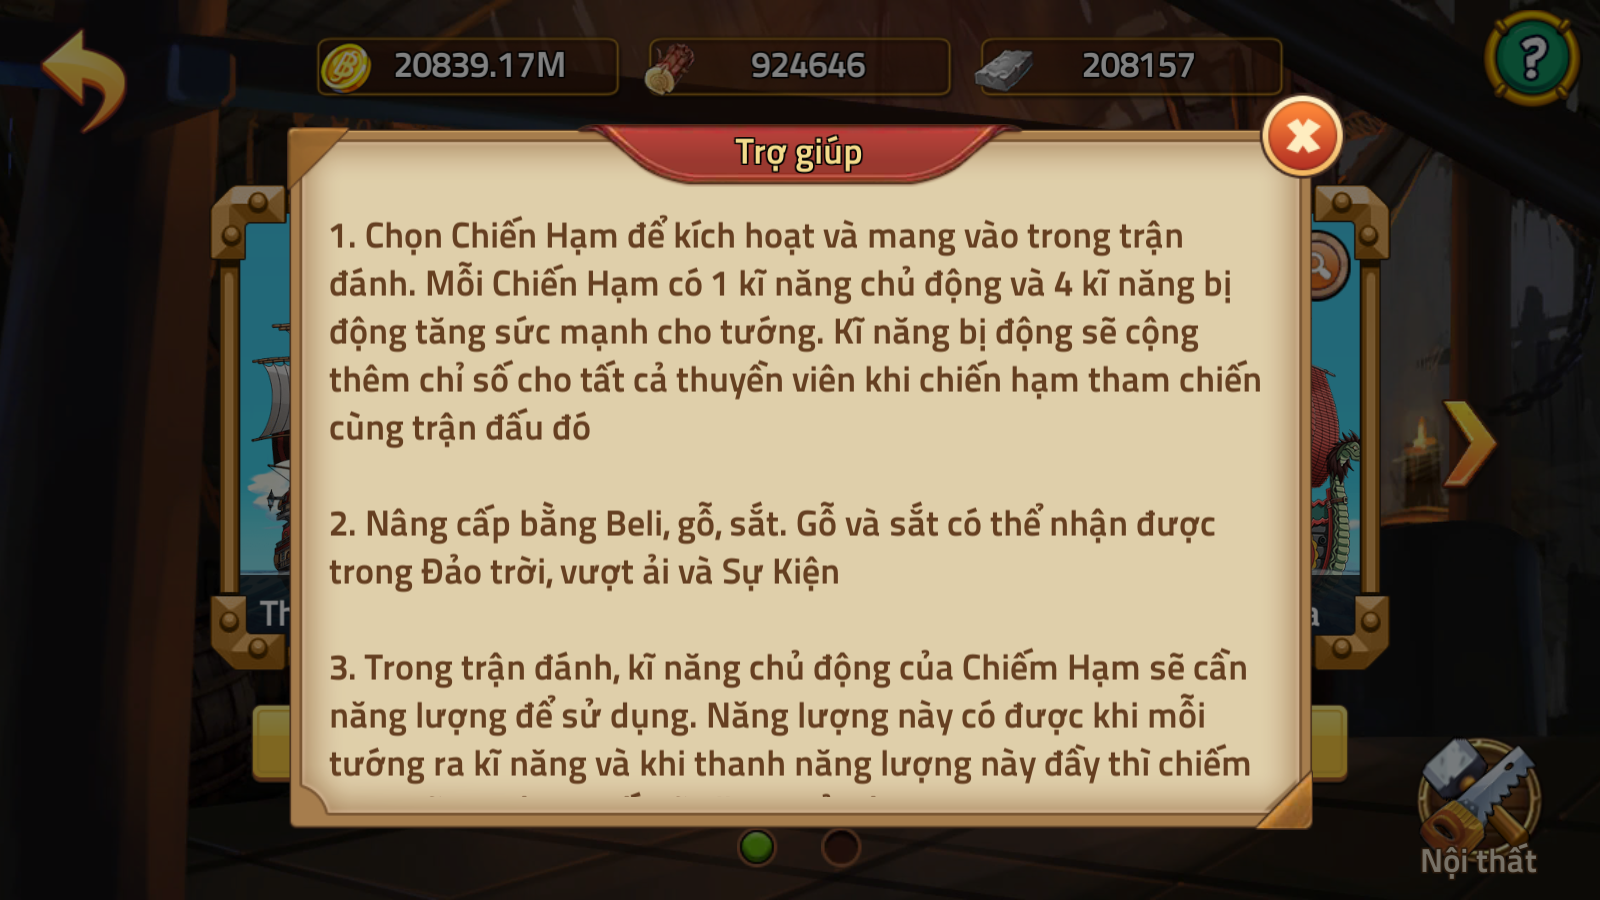 20839.17M
924646
208157
?
Trợ giúp
1. Chọn Chiến Hạm để kích hoạt và mang vào trong trận
đánh. Mỗi Chiến Hạm có 1 kĩ năng chủ động và 4 kĩ năng bị
động tăng sức mạnh cho tướng. Kĩ năng bị động sẽ cộng
thêm chỉ số cho tất cả thuyền viên khi chiến hạm tham chiến
cùng trận đấu đó
2. Nâng cấp bằng Beli, gỗ, sắt. Gỗ và sắt có thể nhận được
trong Đảo trời, vượt ải và Sự Kiện
3. Trong trận đánh, kĩ năng chủ động của Chiếm Hạm sẽ cần
năng lượng để sử dụng. Năng lượng này có được khi mỗi
tướng ra kĩ năng và khi thanh năng lượng này đầy thì chiếm
Nội thất